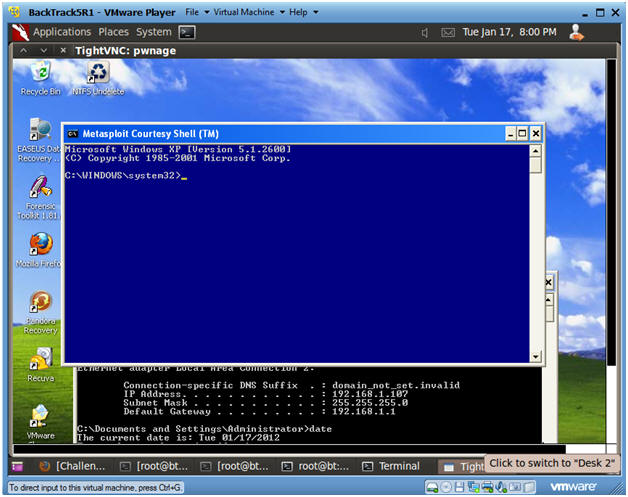 BackTrack5R1 - VMware Player File Virtual Machine Help
Applications Places System Tue Jan 17, 8:00 PM
TightVNC: pwnage
Recycle Bin
NTFS Undelete
Metasploit Courtesy Shell (TM)
Microsoft Windows XP [Version 5.1.2600]
(C) Copyright 1985-2001 Microsoft Corp.
C:\WINDOWS\system32>_
EASEUS Data
Recovery ...
Forensic
Toolkit 1.81.
Mozilla Firefo
Pandora
Recovery
Recuva
VMware
Ethernet adapter Local Area Connection 2:
Connection-specific DNS Suffix . : domain_not_set.invalid
IP Address. . . . . . . . . . . . : 192.168.1.107
Subnet Mask . . . . . . . . . . . : 255.255.255.0
Default Gateway . . . . . . . . . : 192.168.1.1
C:\Documents and Settings\Administrator>date
The current date is: Tue 01/17/2012
[Challen... [root@bt... [root@bt... root@bt:... Terminal Tight
Click to switch to "Desk 2"
To direct input to this virtual machine, press Ctrl+G.
vmware